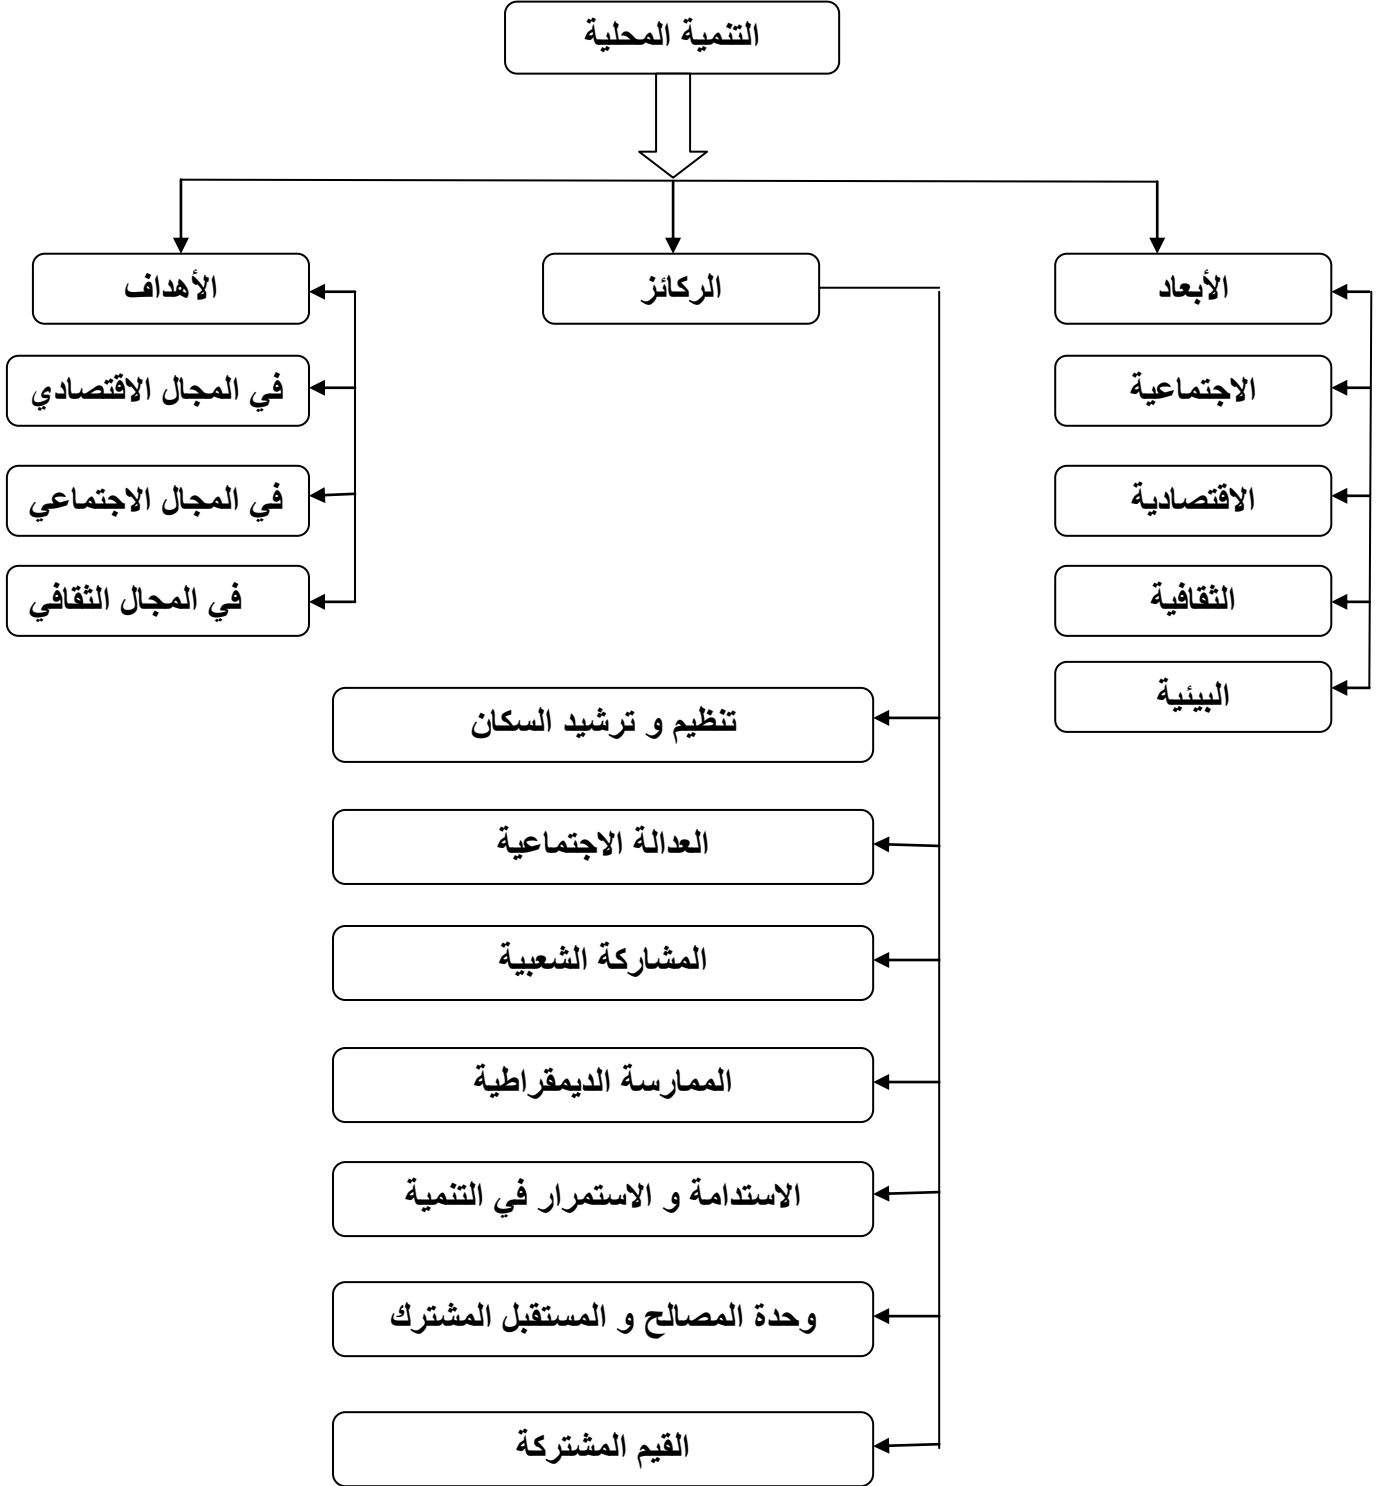 التنمية المحلية
الأبعاد
الركائز
الأهداف
الاجتماعية
الاقتصادية
الثقافية
البيئية
في المجال الاقتصادي
في المجال الاجتماعي
في المجال الثقافي
تنظيم و ترشيد السكان
العدالة الاجتماعية
المشاركة الشعبية
الممارسة الديمقراطية
الاستدامة و الاستمرار في التنمية
وحدة المصالح و المستقبل المشترك
القيم المشتركة